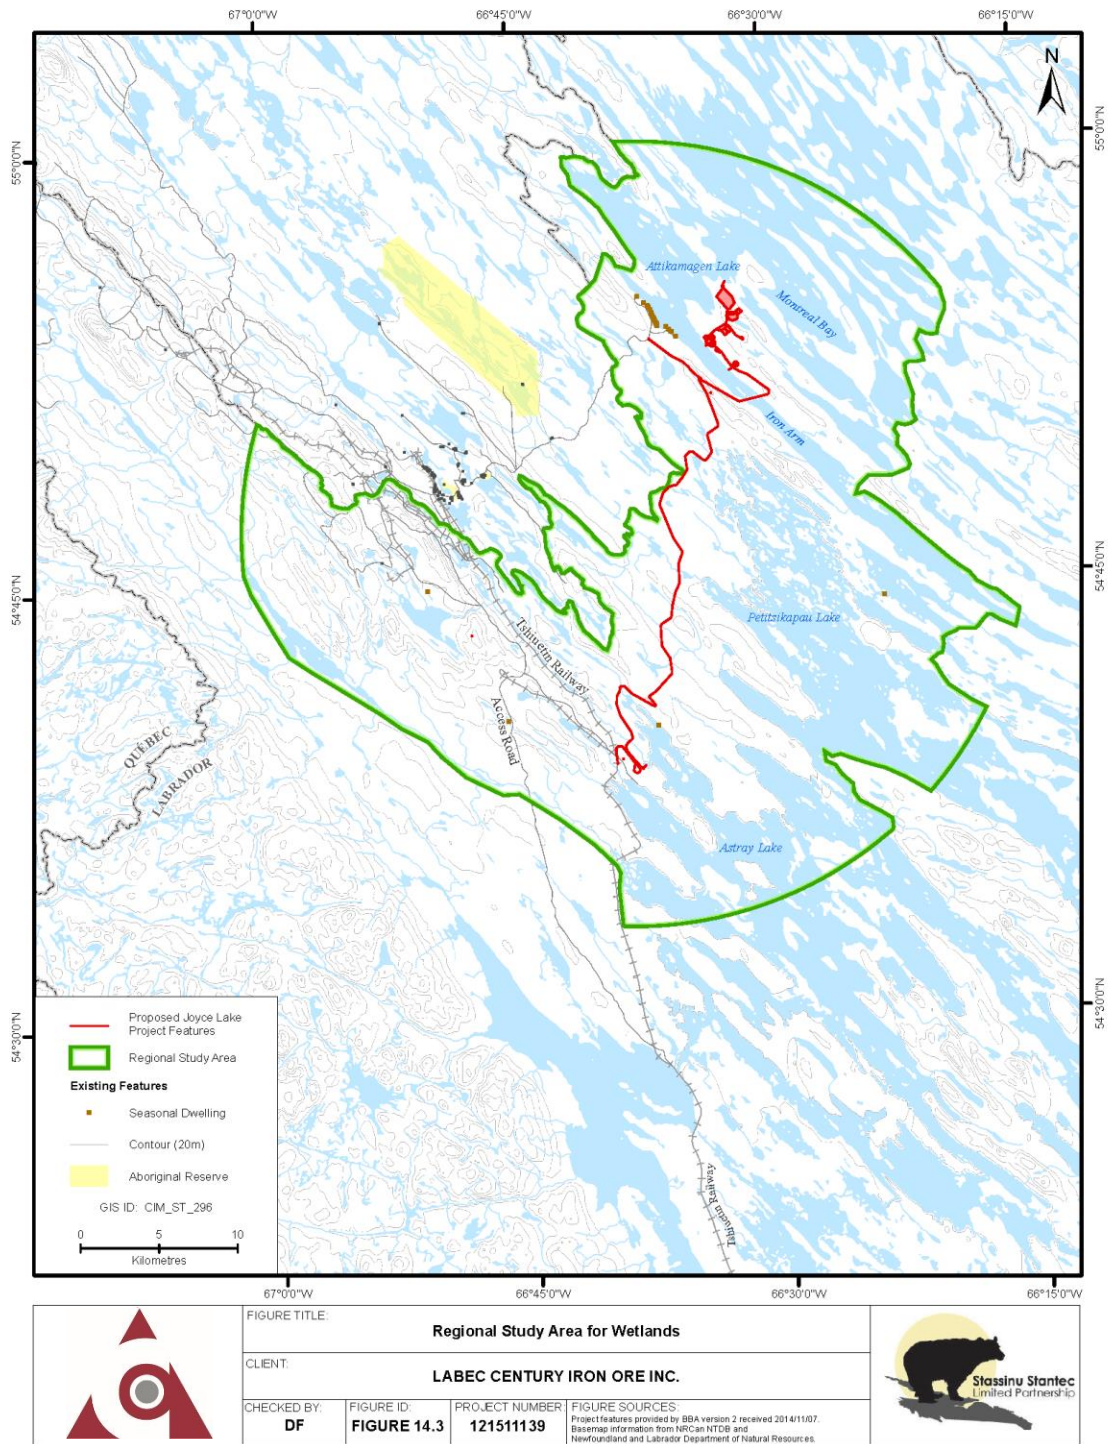 67°0'0"W
66°45'0"W
66°30'0"W
66°15'0"W
N
55°0'0"N
55°0'0"N
Attikamagen Lake
Montreal Bay
Iron Arm
54°45'0"N
54°45'0"N
Petitsikapau Lake
Tshiuetin Railway
Access Road
QUÉBEC
LABRADOR
Astray Lake
54°30'0"N
54°30'0"N
Tshiuetin Railway
Proposed Joyce Lake
Project Features
Regional Study Area
Existing Features
Seasonal Dwelling
Contour (20m)
Aboriginal Reserve
GIS ID: CIM_ST_296
0 5 10
Kilometres
67°0'0"W
66°45'0"W
66°30'0"W
66°15'0"W
FIGURE TITLE:
Regional Study Area for Wetlands
CLIENT:
LABEC CENTURY IRON ORE INC.
CHECKED BY:
DF
FIGURE ID:
FIGURE 14.3
PROJECT NUMBER:
121511139
FIGURE SOURCES:
Project features provided by BBA version 2 received 2014/11/07.
Basemap information from NRCan NTDB and
Newfoundland and Labrador Department of Natural Resources.
Stassinu Stantec
Limited Partnership